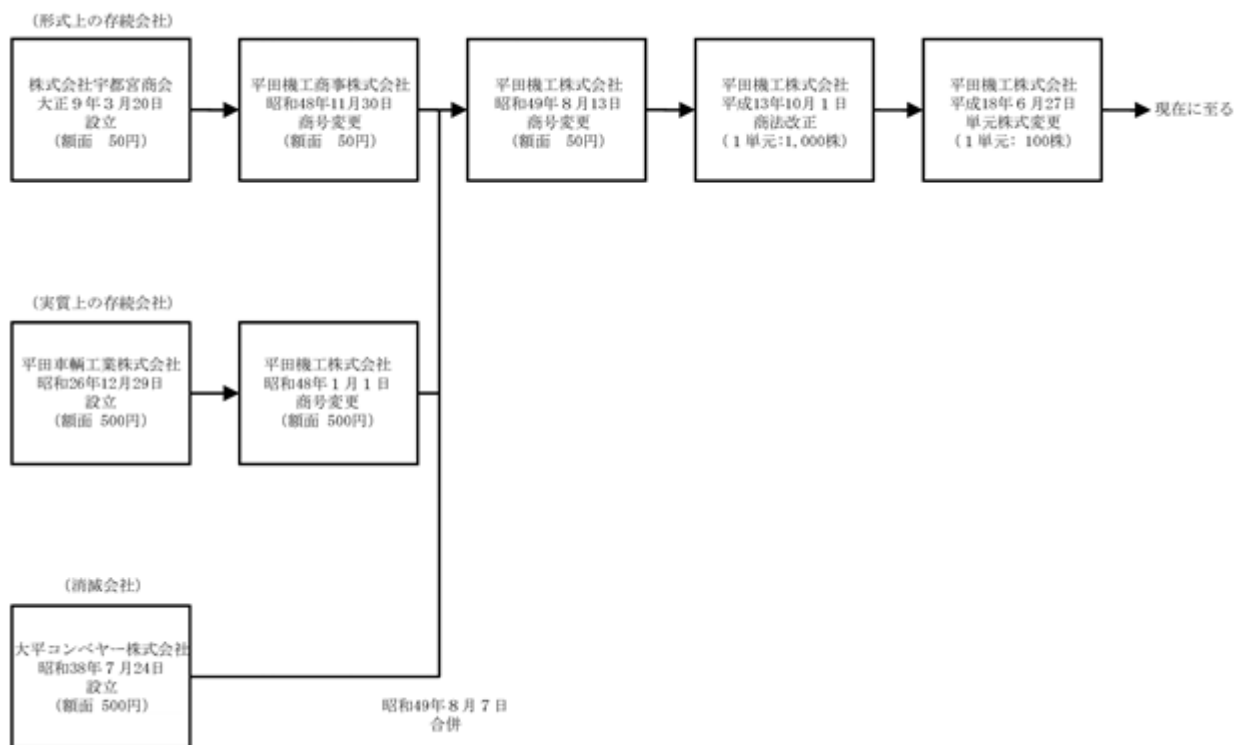 (形式上の存続会社)
株式会社宇都宮商会
大正9年3月20日
設立
(額面 50円)
平田機工商事株式会社
昭和48年11月30日
商号変更
(額面 50円)
平田機工株式会社
昭和49年8月13日
商号変更
(額面 50円)
平田機工株式会社
平成13年10月1日
商法改正
(1単元:1,000株)
平田機工株式会社
平成18年6月27日
単元株式変更
(1単元: 100株)
現在に至る
(実質上の存続会社)
平田車輌工業株式会社
昭和26年12月29日
設立
(額面 500円)
平田機工株式会社
昭和48年1月1日
商号変更
(額面 500円)
(消滅会社)
大平コンベヤー株式会社
昭和38年7月24日
設立
(額面 500円)
昭和49年8月7日
合併